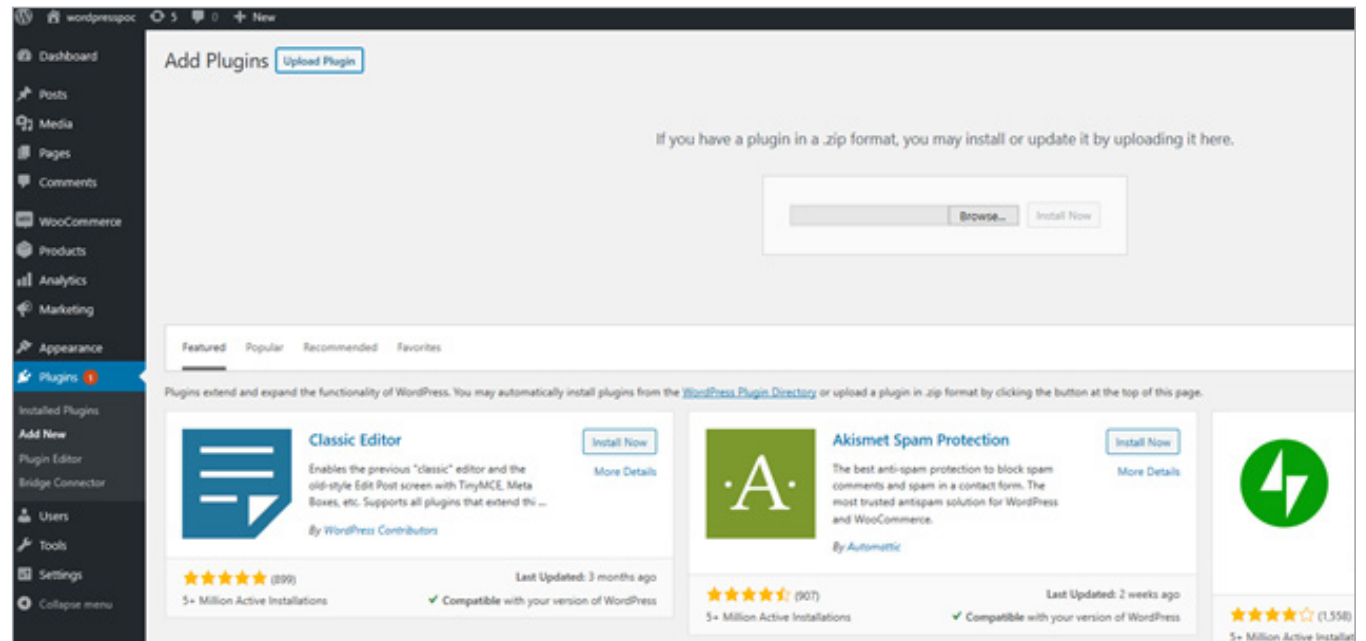 wordpresspoc 5 0 + New
Dashboard
Posts
Media
Pages
Comments
WooCommerce
Products
Analytics
Marketing
Appearance
Plugins 1
Installed Plugins
Add New
Plugin Editor
Bridge Connector
Users
Tools
Settings
Collapse menu
Add Plugins Upload Plugin
If you have a plugin in a .zip format, you may install or update it by uploading it here.
Browse... Install Now
Featured Popular Recommended Favorites
Plugins extend and expand the functionality of WordPress. You may automatically install plugins from the WordPress Plugin Directory or upload a plugin in .zip format by clicking the button at the top of this page.
Classic Editor
Install Now
More Details
Enables the previous "classic" editor and the
old-style Edit Post screen with TinyMCE, Meta
Boxes, etc. Supports all plugins that extend thi ...
By WordPress Contributors
(899)
5+ Million Active Installations
Last Updated: 3 months ago
Compatible with your version of WordPress
·A·
Akismet Spam Protection
Install Now
More Details
The best anti-spam protection to block spam
comments and spam in a contact form. The
most trusted antispam solution for WordPress
and WooCommerce.
By Automattic
(907)
5+ Million Active Installations
Last Updated: 2 weeks ago
Compatible with your version of WordPress
(1,558)
5+ Million Active Installat